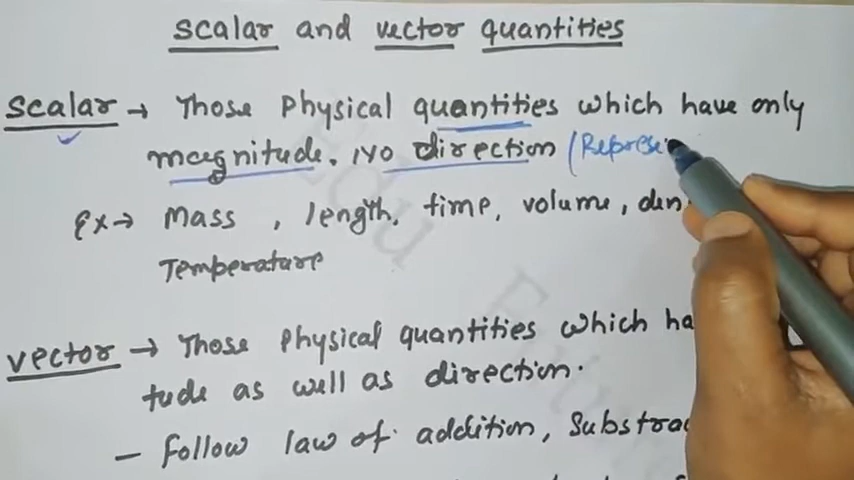 scalar and vector quantities
Scalar → Those Physical quantities which have only
magnitude. No direction (Represe
Ex → Mass, length, time, volume, den
Temperature
vector → Those physical quantities which ha
tude as well as direction.
- Follow law of addition, Substrac
Edu